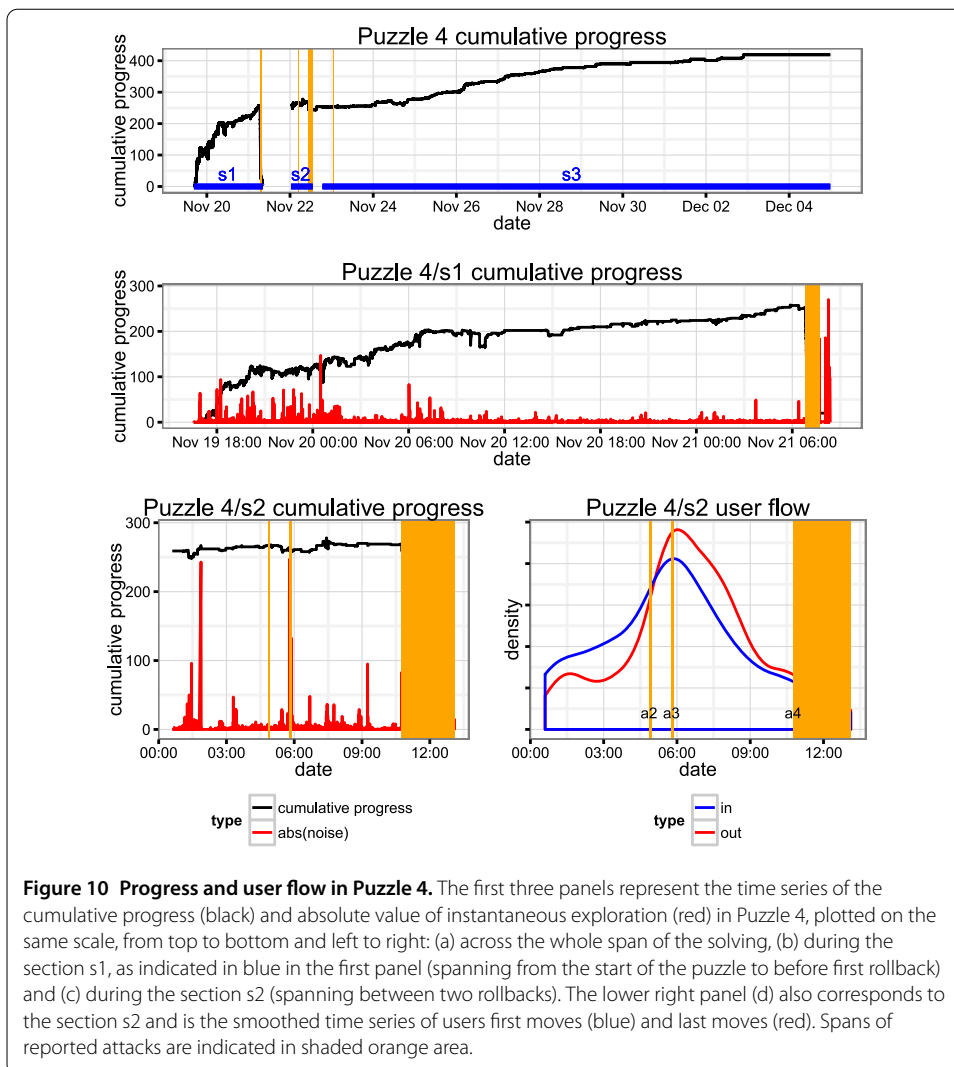 Puzzle 4 cumulative progress
cumulative progress
400
300
200
100
0
s1
s2
s3
Nov 20
Nov 22
Nov 24
Nov 26
Nov 28
Nov 30
Dec 02
Dec 04
date
Puzzle 4/s1 cumulative progress
cumulative progress
300
200
100
0
Nov 19 18:00
Nov 20 00:00
Nov 20 06:00
Nov 20 12:00
Nov 20 18:00
Nov 21 00:00
Nov 21 06:00
date
Puzzle 4/s2 cumulative progress
cumulative progress
300
200
100
0
00:00
03:00
06:00
09:00
12:00
date
type
cumulative progress
abs(noise)
Puzzle 4/s2 user flow
density
a2
a3
a4
00:00
03:00
06:00
09:00
12:00
date
type
in
out
Figure 10 Progress and user flow in Puzzle 4. The first three panels represent the time series of the
cumulative progress (black) and absolute value of instantaneous exploration (red) in Puzzle 4, plotted on the
same scale, from top to bottom and left to right: (a) across the whole span of the solving, (b) during the
section s1, as indicated in blue in the first panel (spanning from the start of the puzzle to before first rollback)
and (c) during the section s2 (spanning between two rollbacks). The lower right panel (d) also corresponds to
the section s2 and is the smoothed time series of users first moves (blue) and last moves (red). Spans of
reported attacks are indicated in shaded orange area.